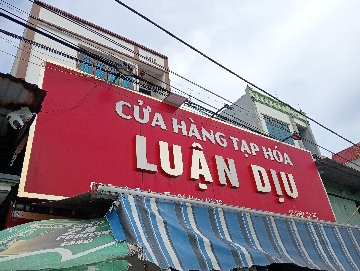 CỬA HÀNG TẠP HÓA
LUẬN DỊU